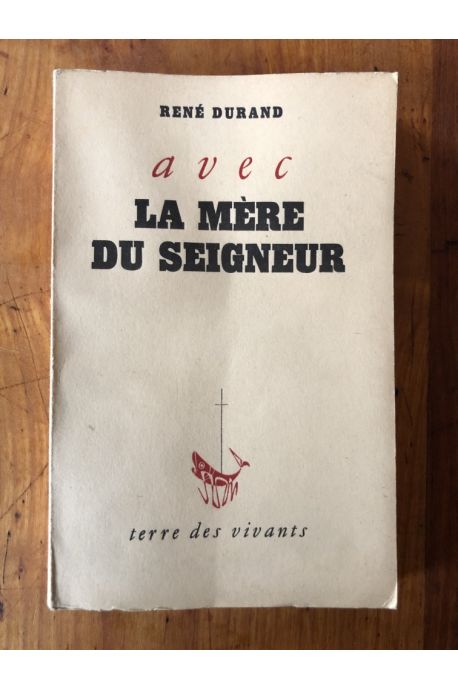 RENÉ DURAND
avec
LA MÈRE
DU SEIGNEUR
terre des vivants